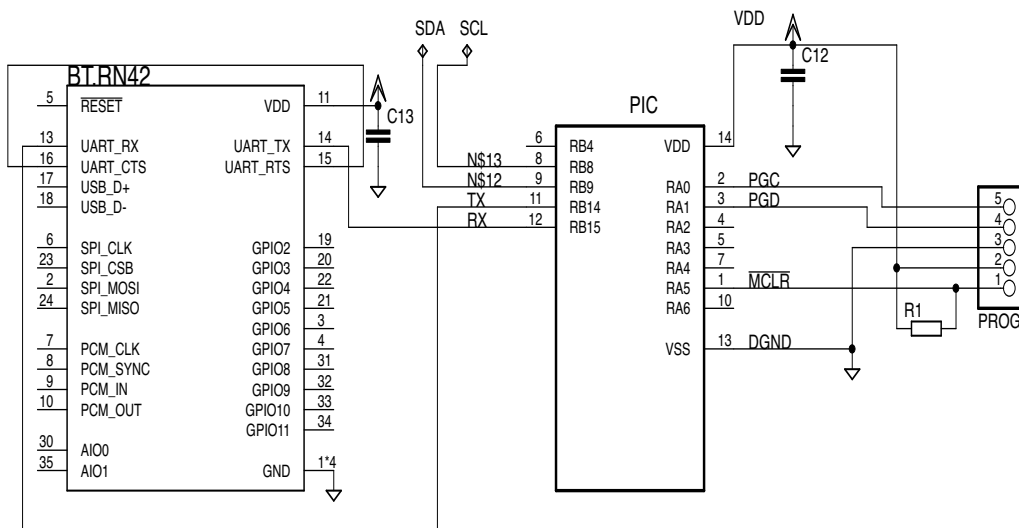 SDA SCL VDD
BT.RN42 C12
C13 PIC
5 RESET VDD 11
13 UART_RX UART_TX 14
16 UART_CTS UART_RTS 15
17 USB_D+
18 USB_D-
6 SPI_CLK GPIO2 19
23 SPI_CSB GPIO3 20
2 SPI_MOSI GPIO4 22
24 SPI_MISO GPIO5 21
GPIO6 3
7 PCM_CLK GPIO7 4
8 PCM_SYNC GPIO8 31
9 PCM_IN GPIO9 32
10 PCM_OUT GPIO10 33
GPIO11 34
30 AIO0
35 AIO1 GND 1*4
6 RB4 VDD 14
N$13 8 RB8
N$12 9 RB9 RA0 2 PGC
TX 11 RB14 RA1 3 PGD
RX 12 RB15 RA2 4
RA3 5
RA4 7
RA5 1 MCLR
RA6 10
VSS 13 DGND
R1
5
4
3
2
1
PROG